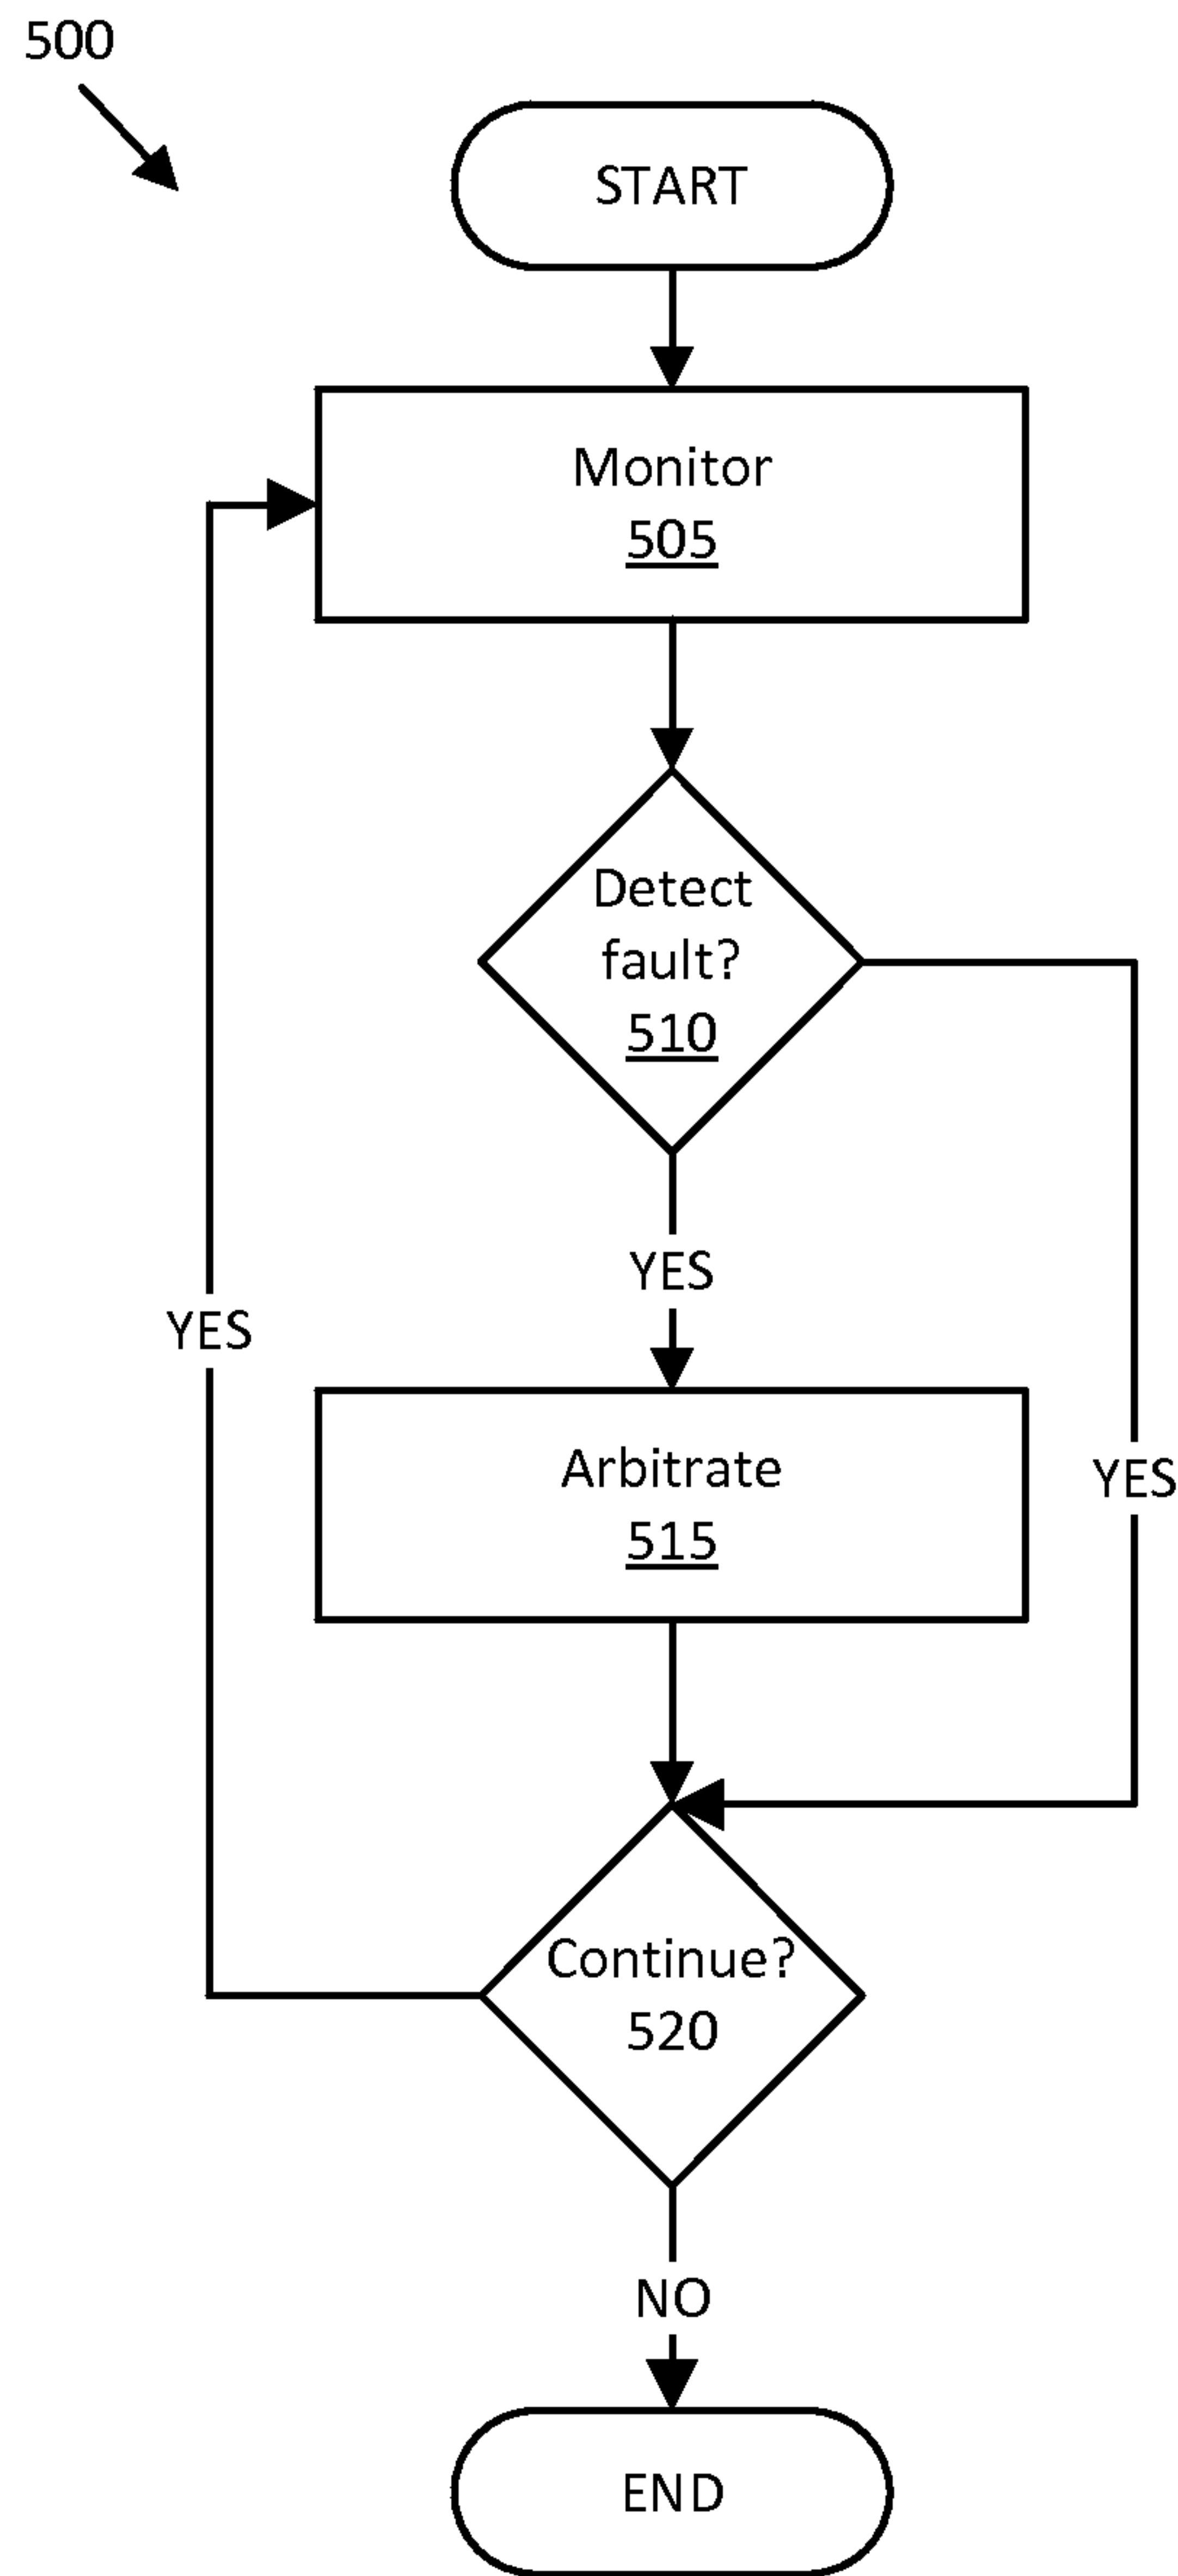 500
START
Monitor
505
Detect
fault?
510
YES
YES
Arbitrate
515
YES
Continue?
520
NO
END